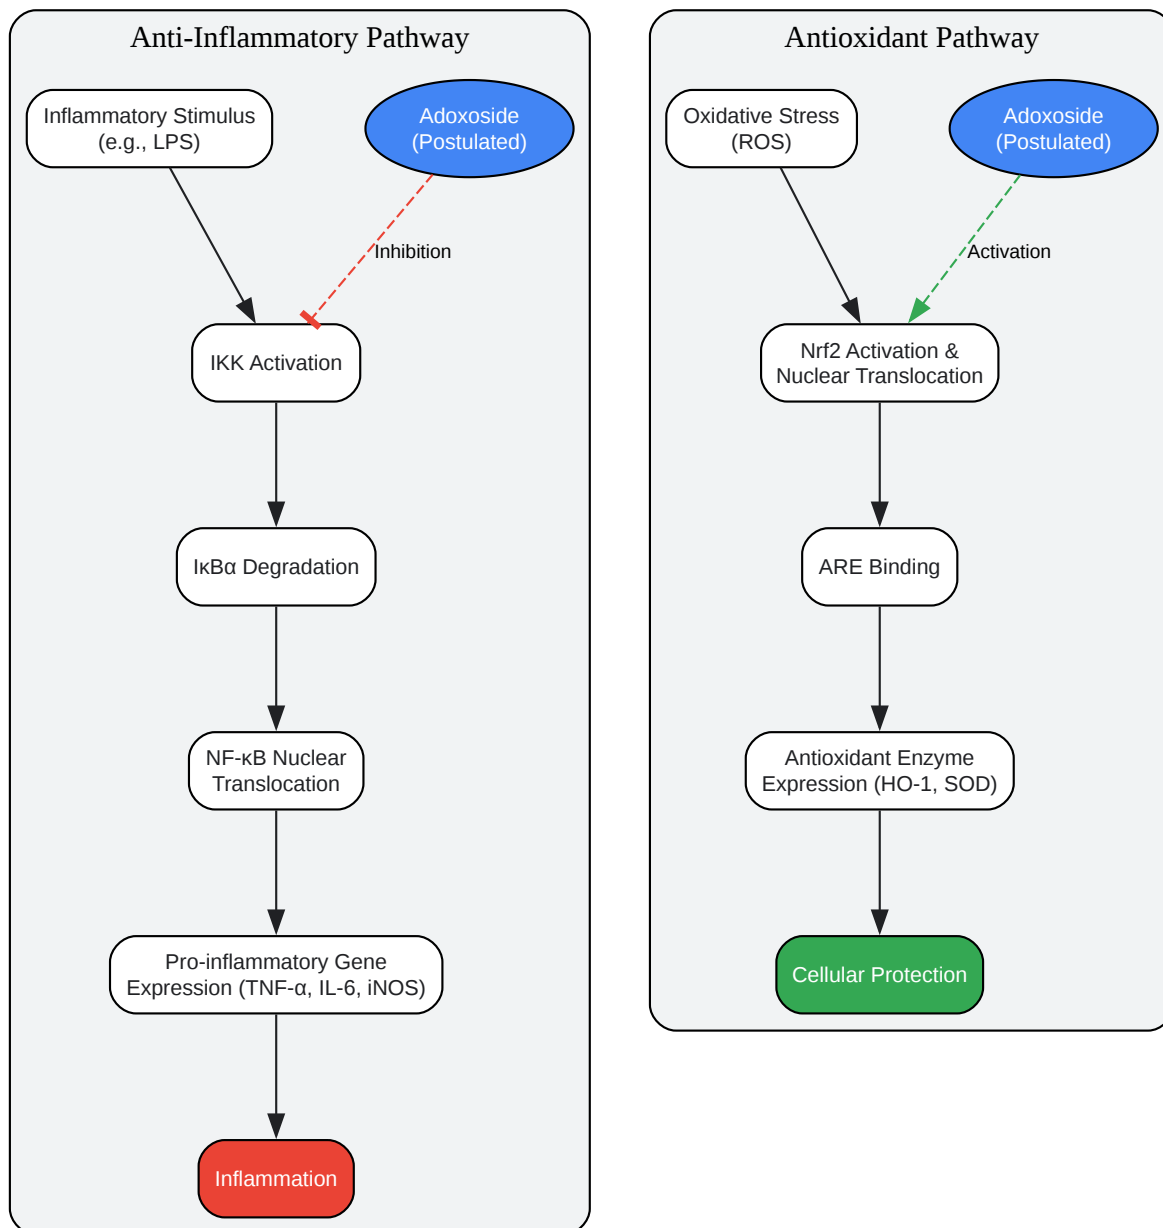 Anti-Inflammatory Pathway
Inflammatory Stimulus
(e.g., LPS)
Adoxoside
(Postulated)
Inhibition
IKK Activation
IκBα Degradation
NF-κB Nuclear
Translocation
Pro-inflammatory Gene
Expression (TNF-α, IL-6, iNOS)
Inflammation
Antioxidant Pathway
Oxidative Stress
(ROS)
Adoxoside
(Postulated)
Activation
Nrf2 Activation &
Nuclear Translocation
ARE Binding
Antioxidant Enzyme
Expression (HO-1, SOD)
Cellular Protection